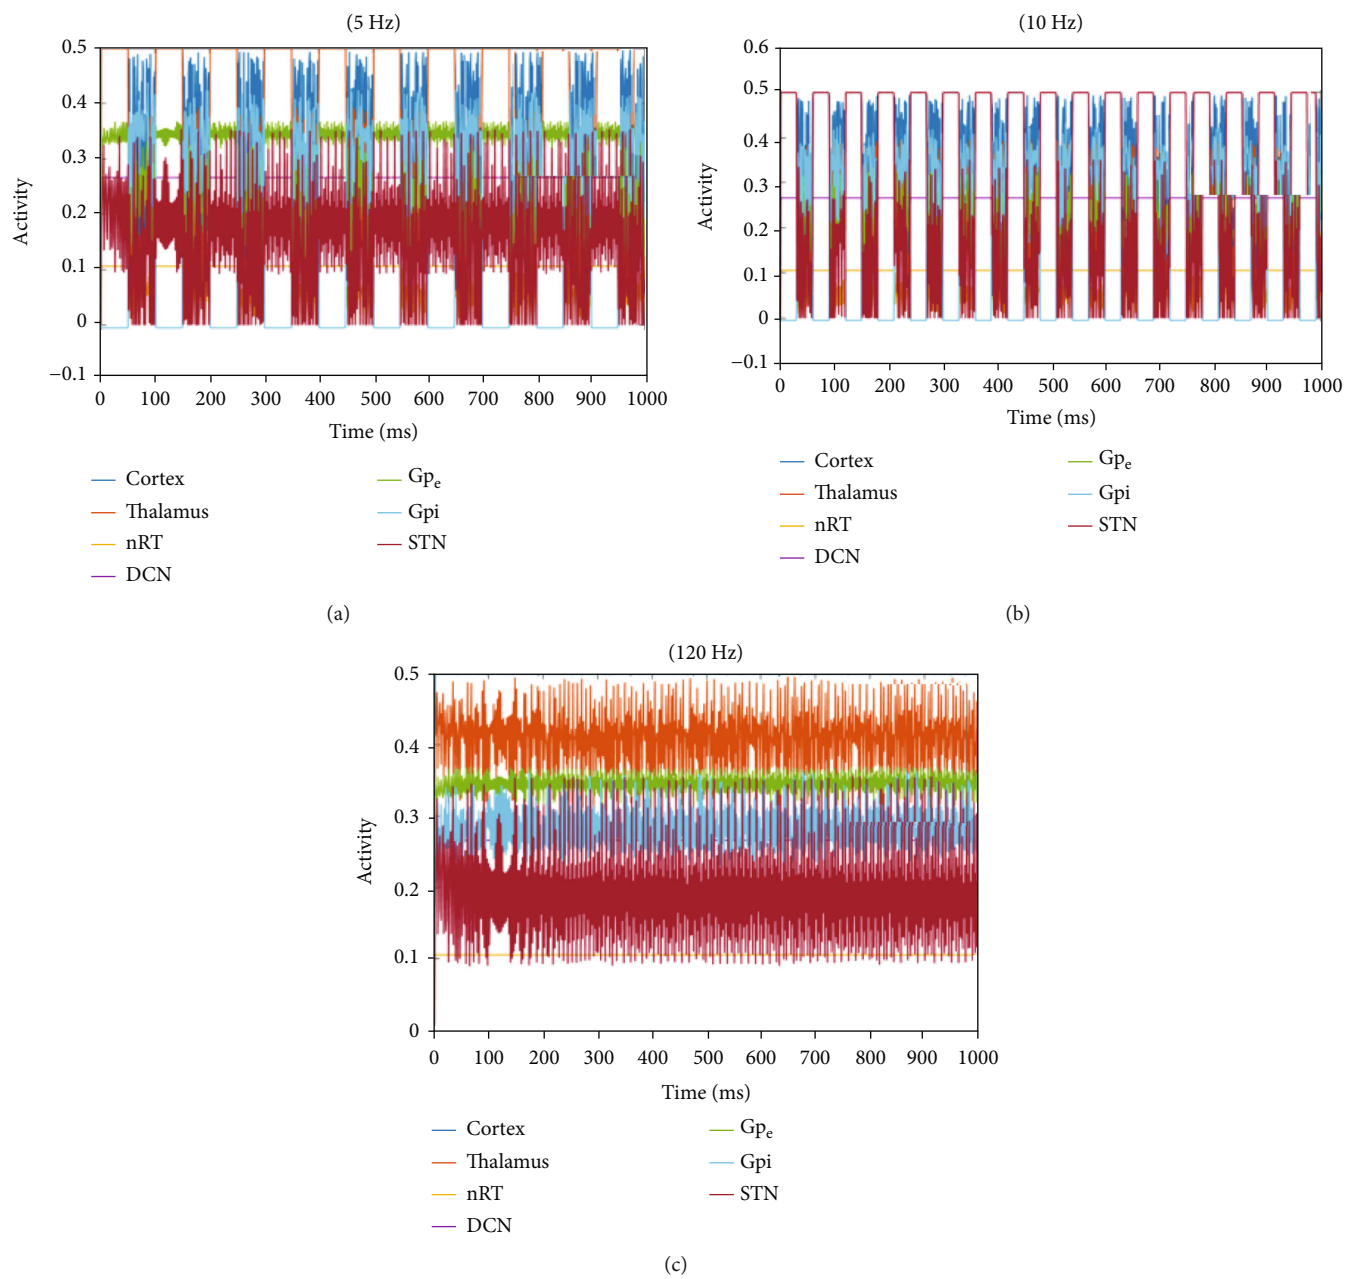 (5 Hz)
0.5
0.4
0.3
0.2
0.1
0
−0.1
Activity
0 100 200 300 400 500 600 700 800 900 1000
Time (ms)
Cortex
Thalamus
nRT
DCN
Gpe
Gpi
STN
(a)
(10 Hz)
0.6
0.5
0.4
0.3
0.2
0.1
0
−0.1
Activity
0 100 200 300 400 500 600 700 800 900 1000
Time (ms)
Cortex
Thalamus
nRT
DCN
Gpe
Gpi
STN
(b)
(120 Hz)
0.5
0.4
0.3
0.2
0.1
0
Activity
0 100 200 300 400 500 600 700 800 900 1000
Time (ms)
Cortex
Thalamus
nRT
DCN
Gpe
Gpi
STN
(c)